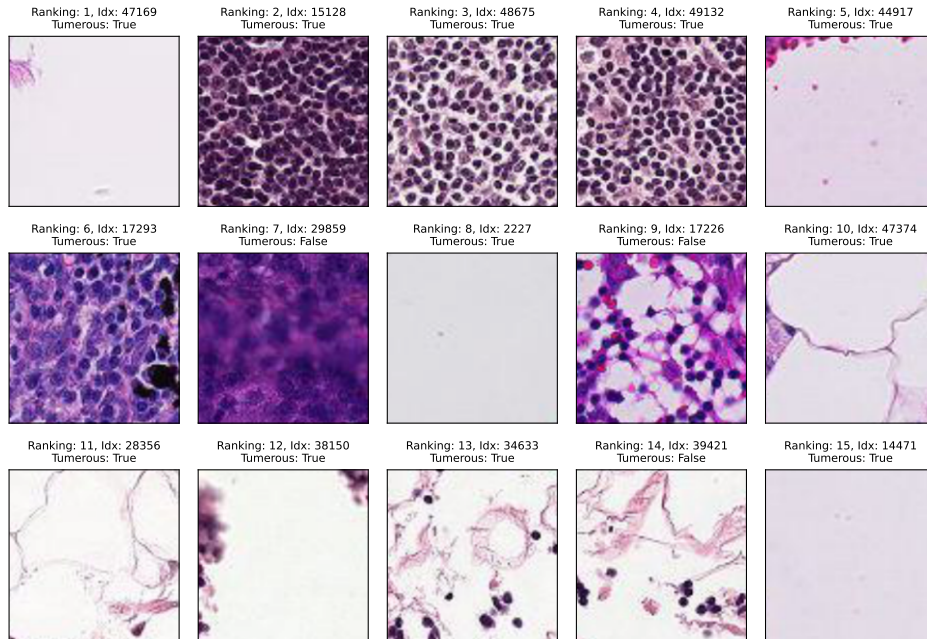 Ranking: 1, Idx: 47169
Tumerous: True
Ranking: 2, Idx: 15128
Tumerous: True
Ranking: 3, Idx: 48675
Tumerous: True
Ranking: 4, Idx: 49132
Tumerous: True
Ranking: 5, Idx: 44917
Tumerous: True
Ranking: 6, Idx: 17293
Tumerous: True
Ranking: 7, Idx: 29859
Tumerous: False
Ranking: 8, Idx: 2227
Tumerous: True
Ranking: 9, Idx: 17226
Tumerous: False
Ranking: 10, Idx: 47374
Tumerous: True
Ranking: 11, Idx: 28356
Tumerous: True
Ranking: 12, Idx: 38150
Tumerous: True
Ranking: 13, Idx: 34633
Tumerous: True
Ranking: 14, Idx: 39421
Tumerous: False
Ranking: 15, Idx: 14471
Tumerous: True